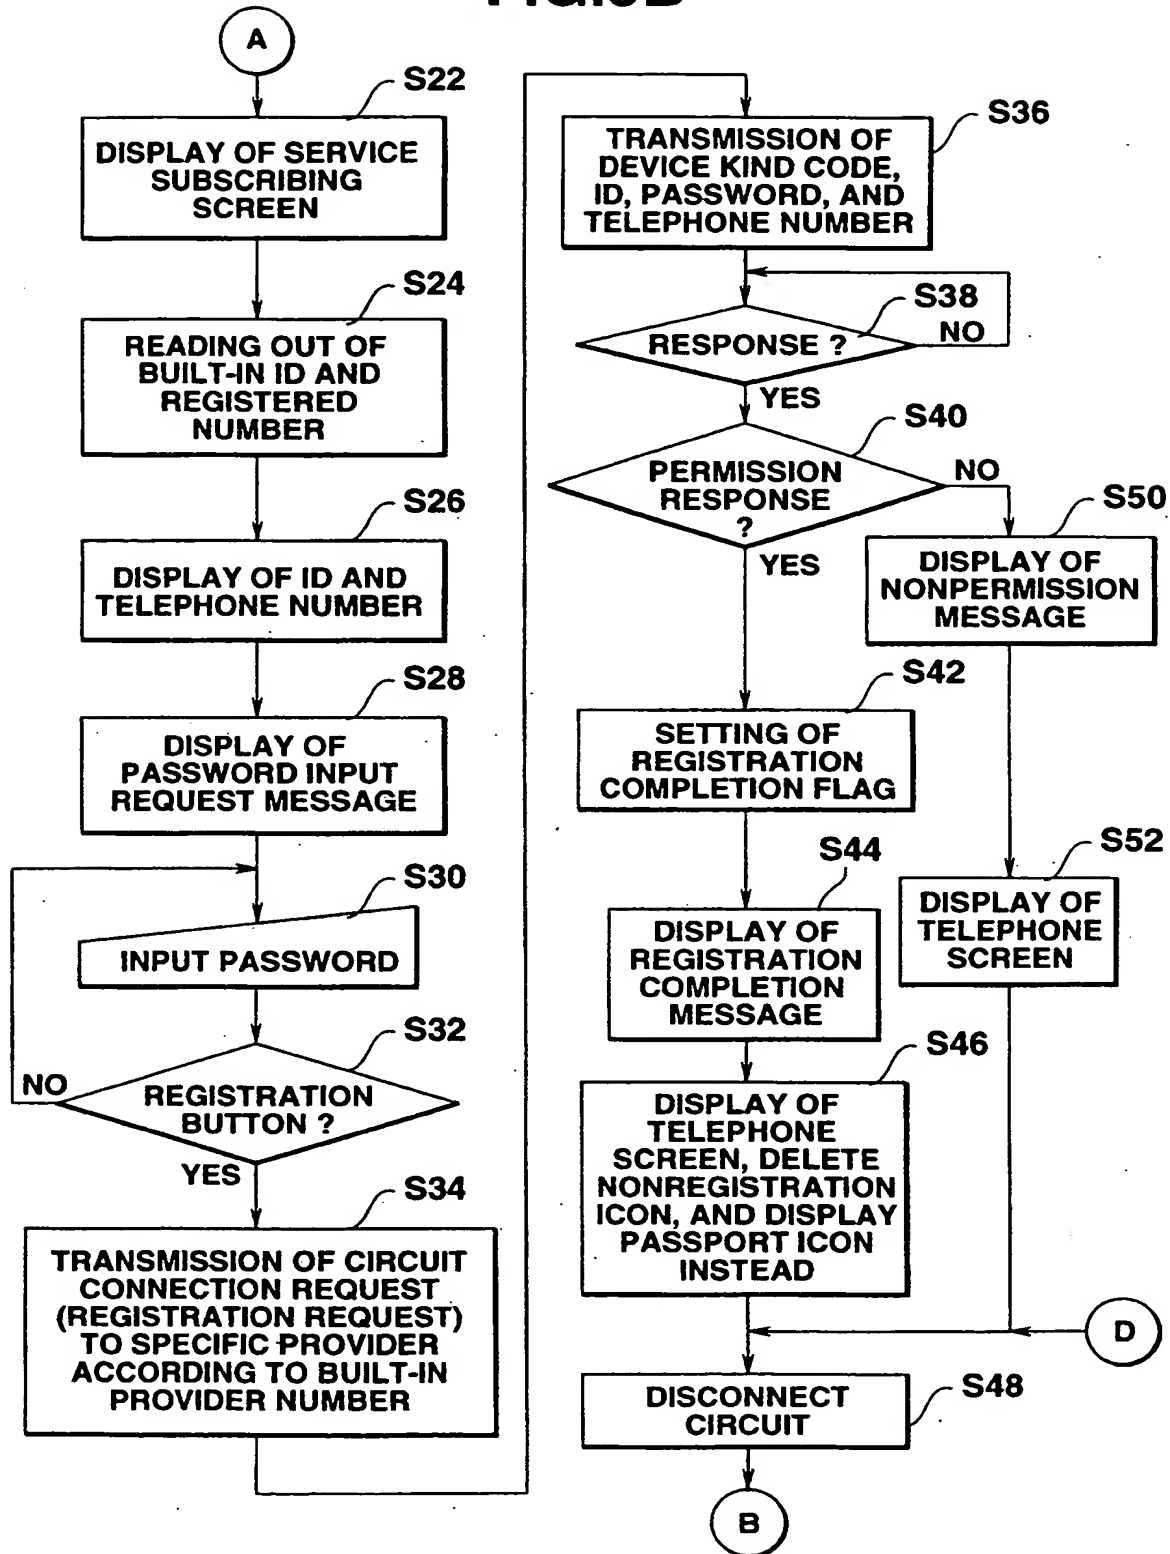 A
S22
DISPLAY OF SERVICE
SUBSCRIBING
SCREEN
S24
READING OUT OF
BUILT-IN ID AND
REGISTERED
NUMBER
S26
DISPLAY OF ID AND
TELEPHONE NUMBER
S28
DISPLAY OF
PASSWORD INPUT
REQUEST MESSAGE
S30
INPUT PASSWORD
S32
NO
REGISTRATION
BUTTON ?
YES
S34
TRANSMISSION OF CIRCUIT
CONNECTION REQUEST
(REGISTRATION REQUEST)
TO SPECIFIC PROVIDER
ACCORDING TO BUILT-IN
PROVIDER NUMBER
S36
TRANSMISSION OF
DEVICE KIND CODE,
ID, PASSWORD, AND
TELEPHONE NUMBER
S38
RESPONSE ?
NO
YES
S40
PERMISSION
RESPONSE
?
NO
YES
S50
DISPLAY OF
NONPERMISSION
MESSAGE
S42
SETTING OF
REGISTRATION
COMPLETION FLAG
S44
DISPLAY OF
REGISTRATION
COMPLETION
MESSAGE
S52
DISPLAY OF
TELEPHONE
SCREEN
S46
DISPLAY OF
TELEPHONE
SCREEN, DELETE
NONREGISTRATION
ICON, AND DISPLAY
PASSPORT ICON
INSTEAD
D
S48
DISCONNECT
CIRCUIT
B